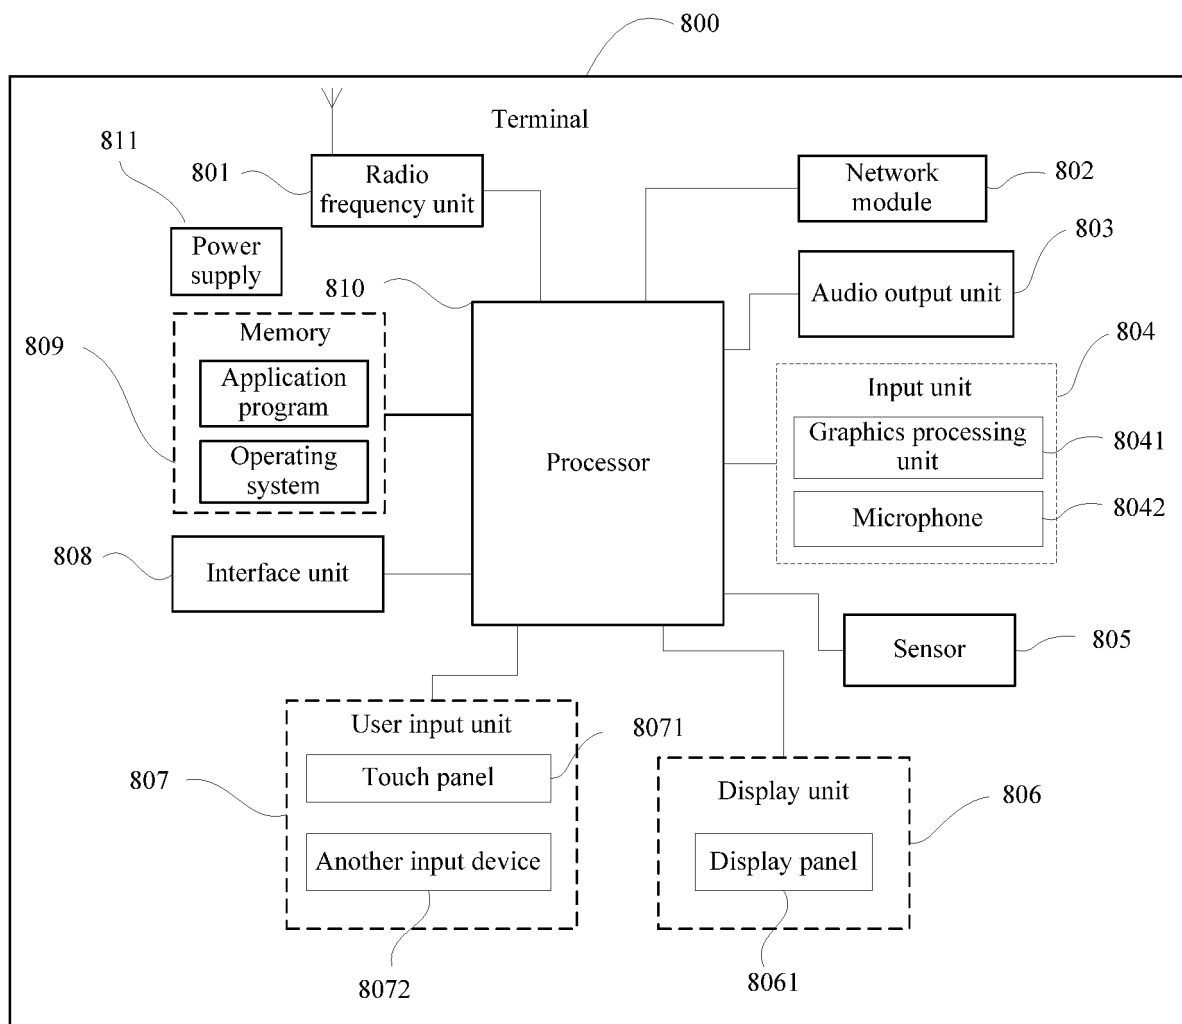 800
Terminal
811
801
Radio
frequency unit
Network
module
802
Power
supply
803
810
Audio output unit
809
Memory
804
Application
program
Input unit
Graphics processing
unit
8041
Operating
system
Processor
Microphone
8042
808
Interface unit
Sensor
805
User input unit
8071
807
Touch panel
Display unit
806
Another input device
Display panel
8072
8061